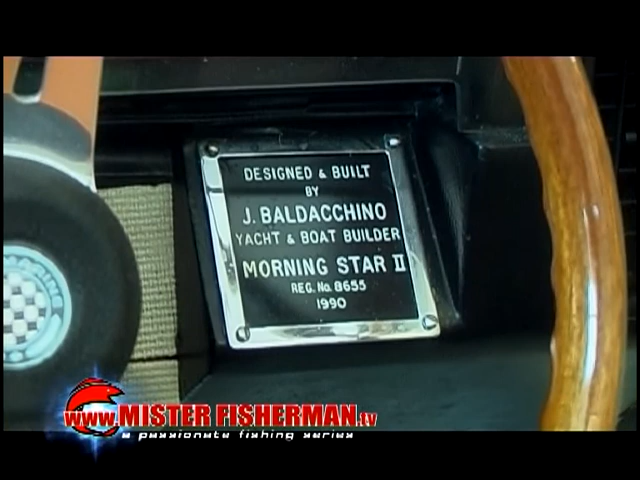 DESIGNED & BUILT
BY
J. BALDACCHINO
YACHT & BOAT BUILDER
MORNING STAR II
REG. No. 8655
1990
RACING
www.MISTER FISHERMAN.tv
a passionate fishing series